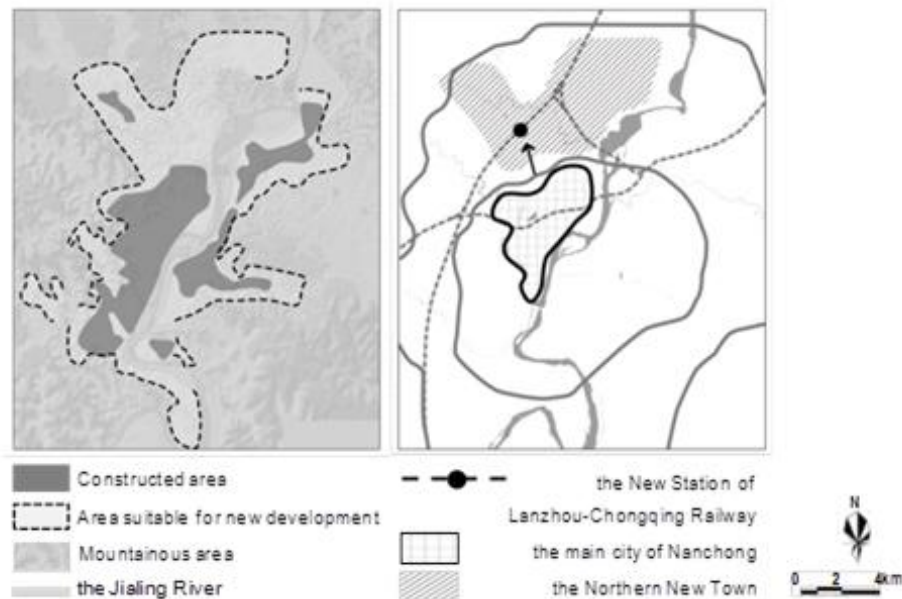 Constructed area
Area suitable for new development
Mountainous area
the Jialing River
the New Station of
Lanzhou-Chongqing Railway
the main city of Nanchong
the Northern New Town
N
0 2 4km